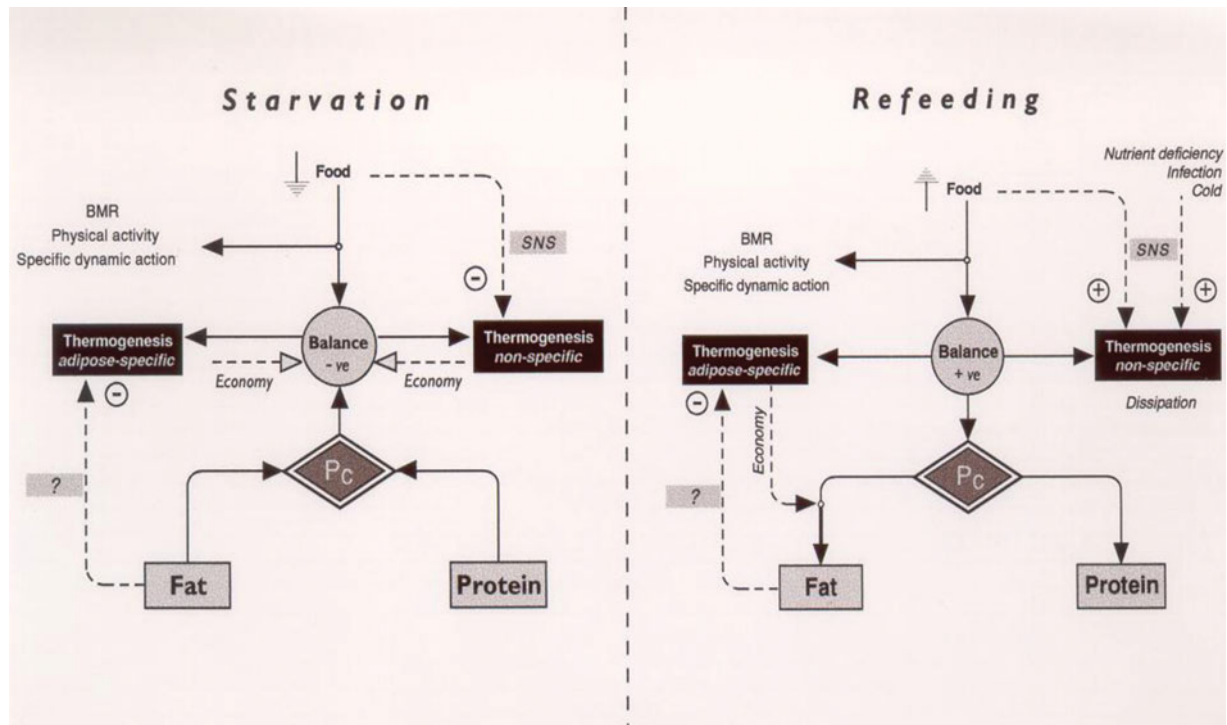 Starvation
Food
BMR
Physical activity
Specific dynamic action
SNS
-
Thermogenesis
adipose-specific
Balance
- ve
Thermogenesis
non-specific
Economy
Economy
-
?
Pc
Fat
Protein
Refeeding
Nutrient deficiency
Infection
Cold
Food
BMR
Physical activity
Specific dynamic action
SNS
+
+
Thermogenesis
adipose-specific
Balance
+ ve
Thermogenesis
non-specific
Dissipation
-
Economy
?
Pc
Fat
Protein